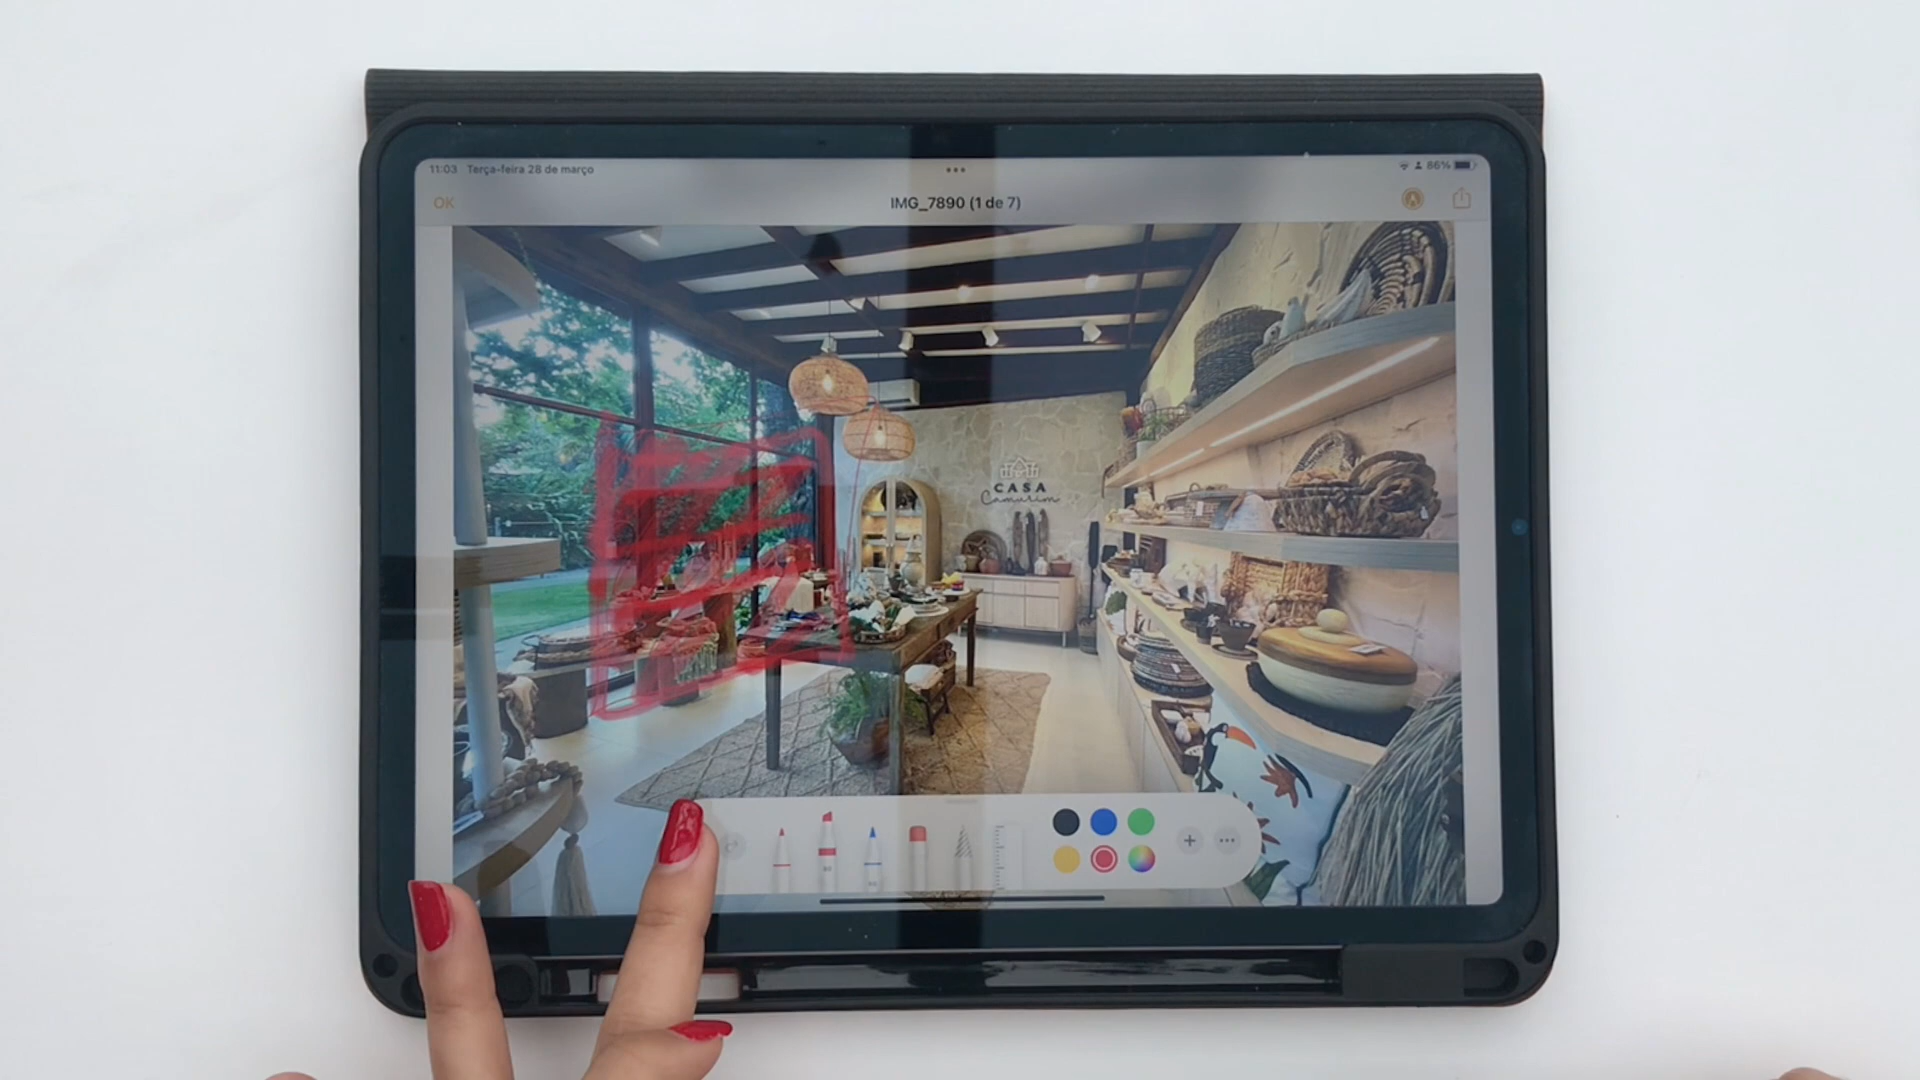 11:03 Terça-feira 28 de março
86%
OK
IMG_7890 (1 de 7)
CASA
Camarim